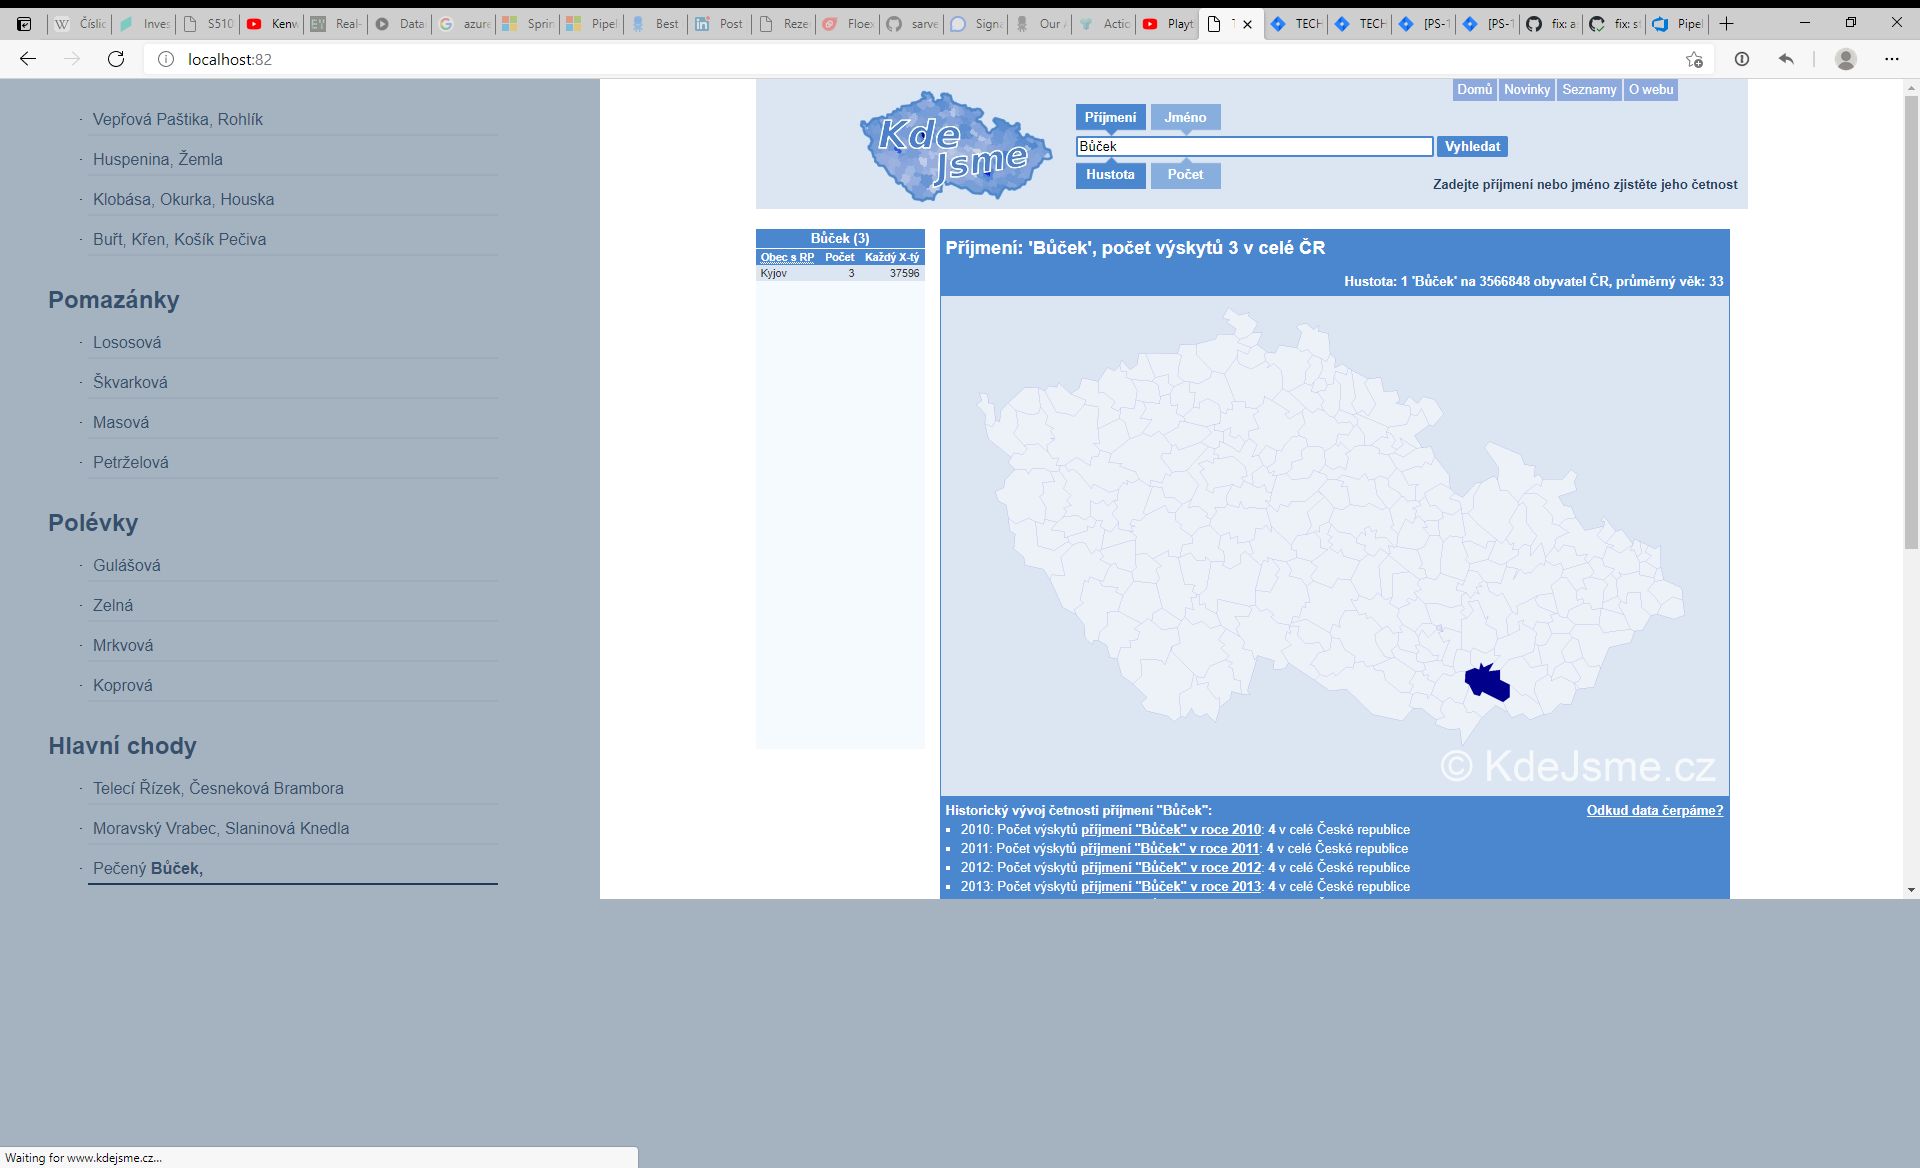 Číslic
Inves
S510
Kenw
Real-
Data
azure
Sprin
Pipel
Best
Post
Reze
Floex
sarve
Signa
Our A
Actio
Playt
TECH
TECH
[PS-1
[PS-1
fix: a
fix: st
Pipel
localhost:82
Vepřová Paštika, Rohlík
Huspenina, Žemla
Klobása, Okurka, Houska
Buřt, Křen, Košík Pečiva
Pomazánky
Lososová
Škvarková
Masová
Petrželová
Polévky
Gulášová
Zelná
Mrkvová
Koprová
Hlavní chody
Telecí Řízek, Česneková Brambora
Moravský Vrabec, Slaninová Knedla
Pečený Bůček,
Domů Novinky Seznamy O webu
Kde
Jsme
Příjmení Jméno
Bůček Vyhledat
Hustota Počet
Zadejte příjmení nebo jméno zjistěte jeho četnost
Bůček (3)
Obec s RP Počet Každý X-tý
Kyjov 3 37596
Příjmení: 'Bůček', počet výskytů 3 v celé ČR
Hustota: 1 'Bůček' na 3566848 obyvatel ČR, průměrný věk: 33
© KdeJsme.cz
Historický vývoj četnosti příjmení "Bůček": Odkud data čerpáme?
2010: Počet výskytů příjmení "Bůček" v roce 2010: 4 v celé České republice
2011: Počet výskytů příjmení "Bůček" v roce 2011: 4 v celé České republice
2012: Počet výskytů příjmení "Bůček" v roce 2012: 4 v celé České republice
2013: Počet výskytů příjmení "Bůček" v roce 2013: 4 v celé České republice
Waiting for www.kdejsme.cz...